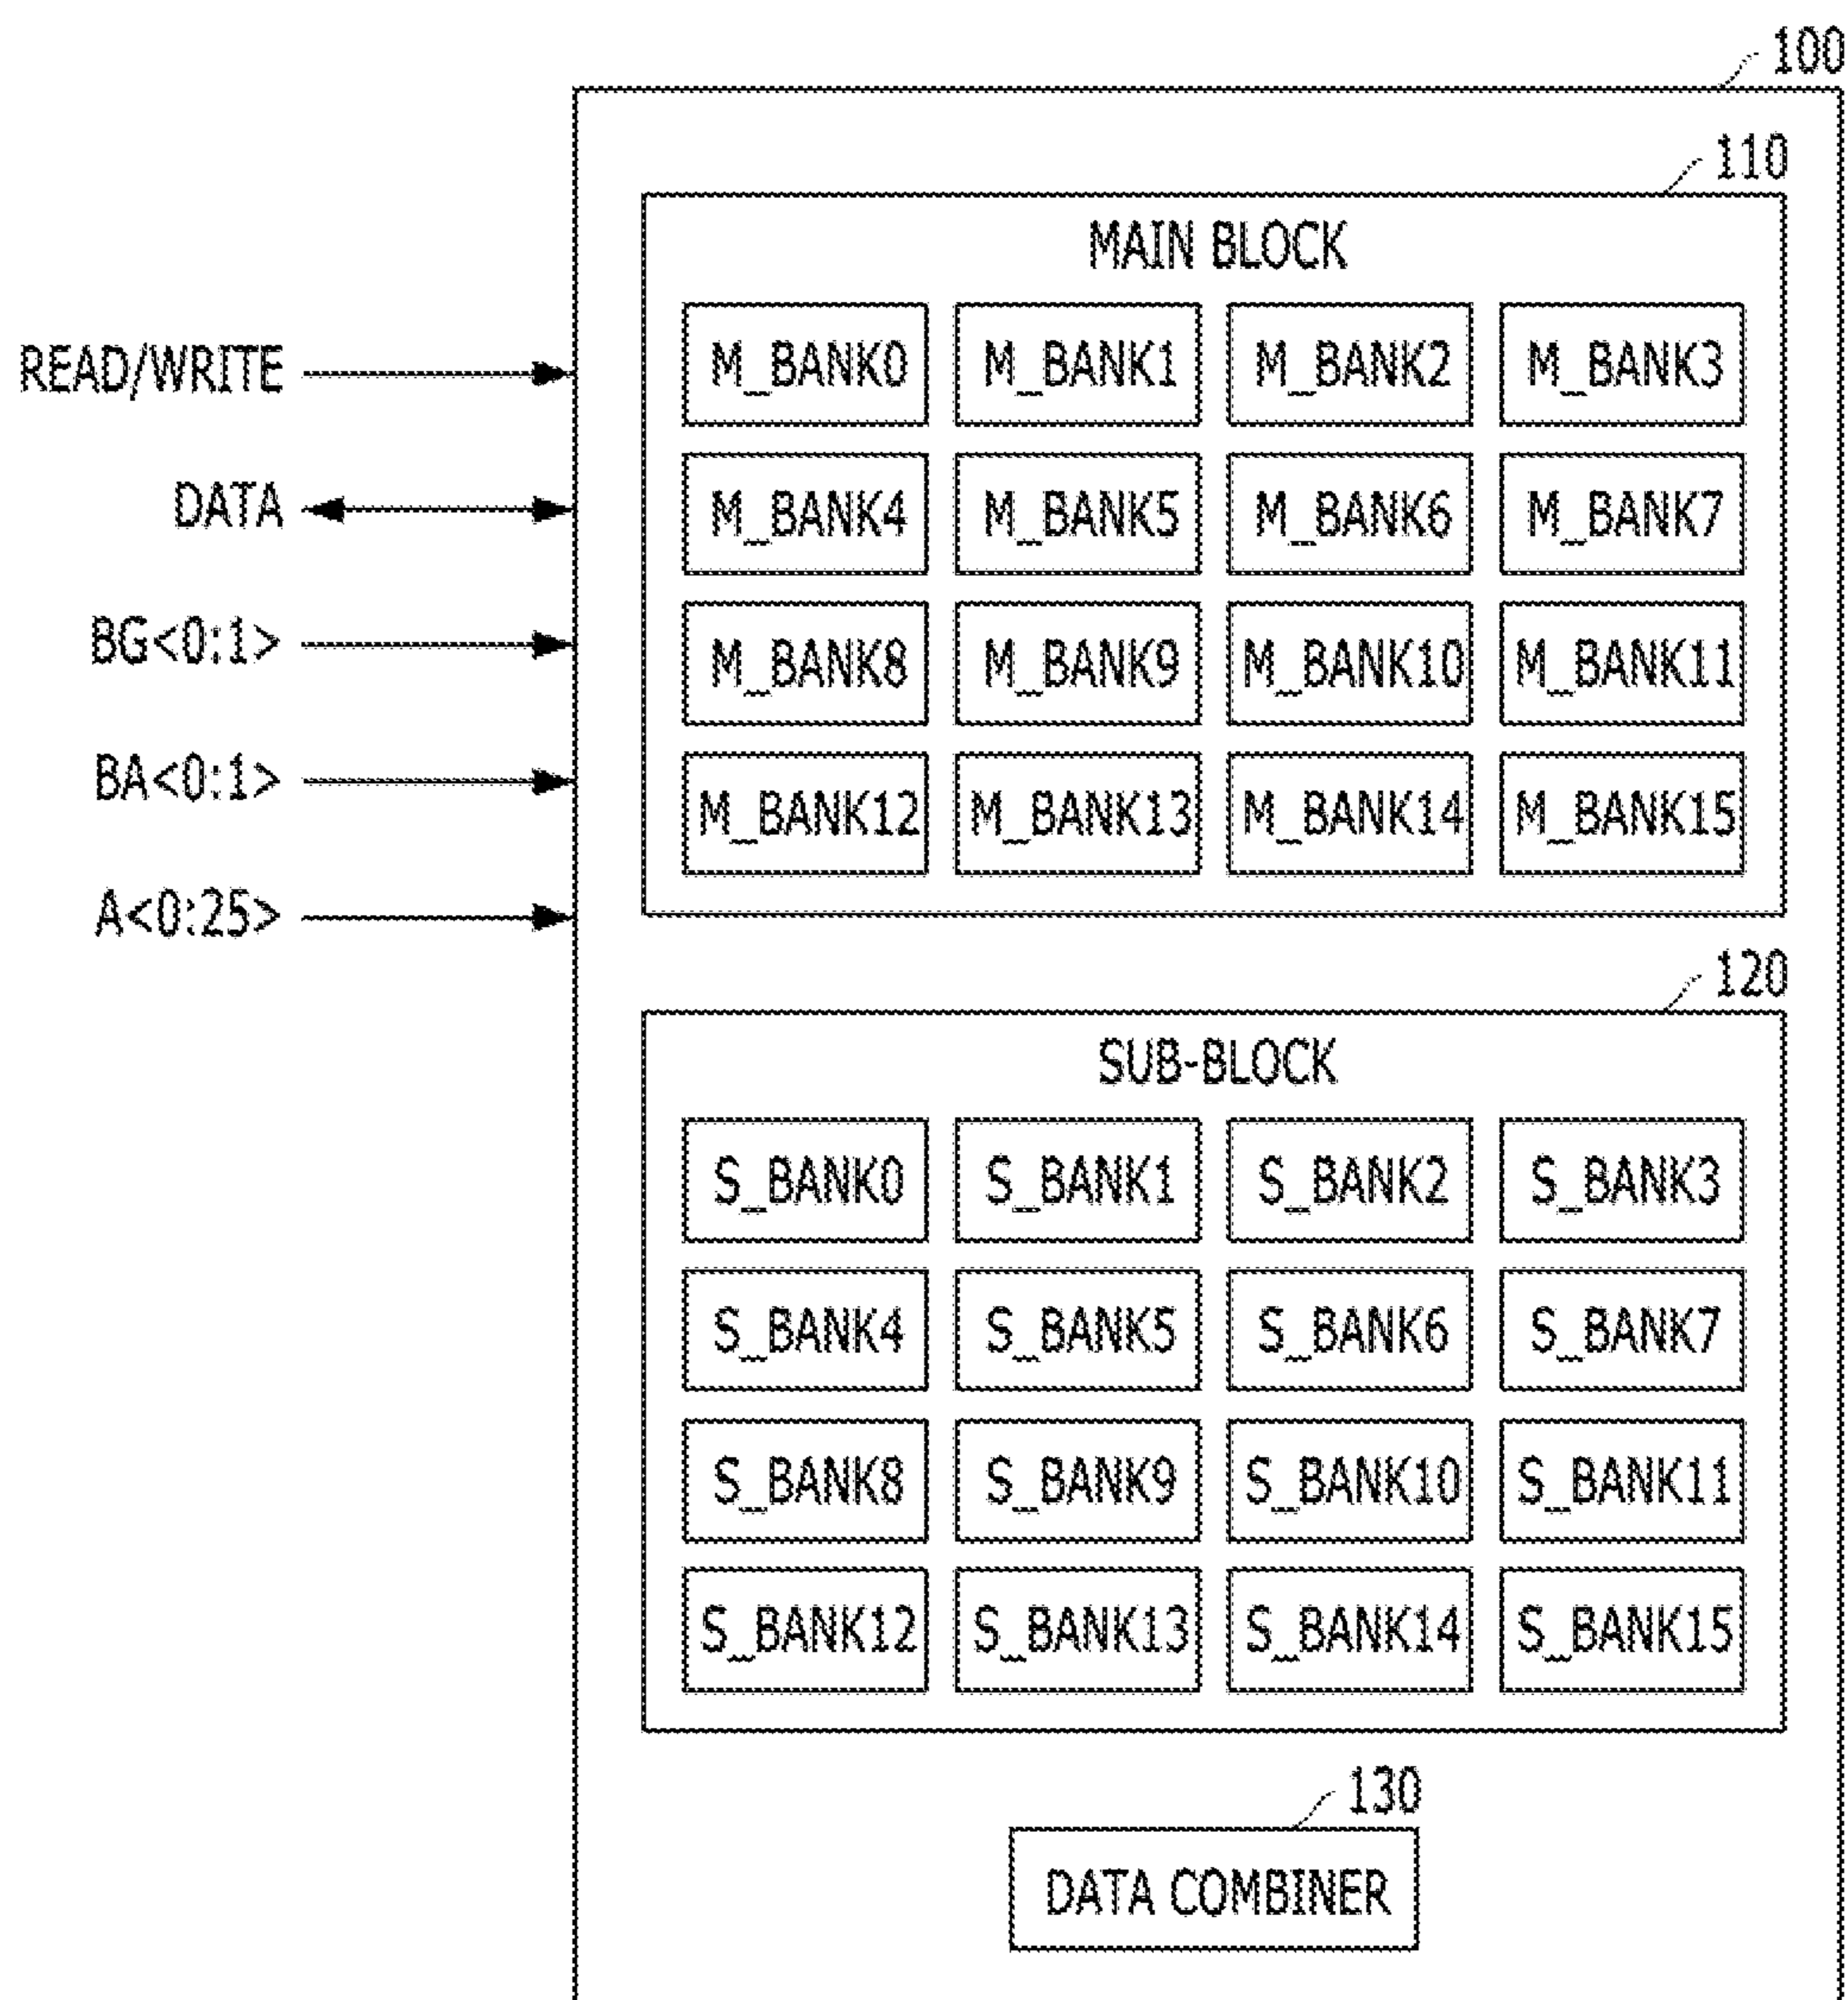 100
110
MAIN BLOCK
READ/WRITE M_BANK0 M_BANK1 M_BANK2 M_BANK3
DATA M_BANK4 M_BANK5 M_BANK6 M_BANK7
BG<0:1> M_BANK8 M_BANK9 M_BANK10 M_BANK11
BA<0:1> M_BANK12 M_BANK13 M_BANK14 M_BANK15
A<0:25>
120
SUB-BLOCK
S_BANK0 S_BANK1 S_BANK2 S_BANK3
S_BANK4 S_BANK5 S_BANK6 S_BANK7
S_BANK8 S_BANK9 S_BANK10 S_BANK11
S_BANK12 S_BANK13 S_BANK14 S_BANK15
130
DATA COMBINER